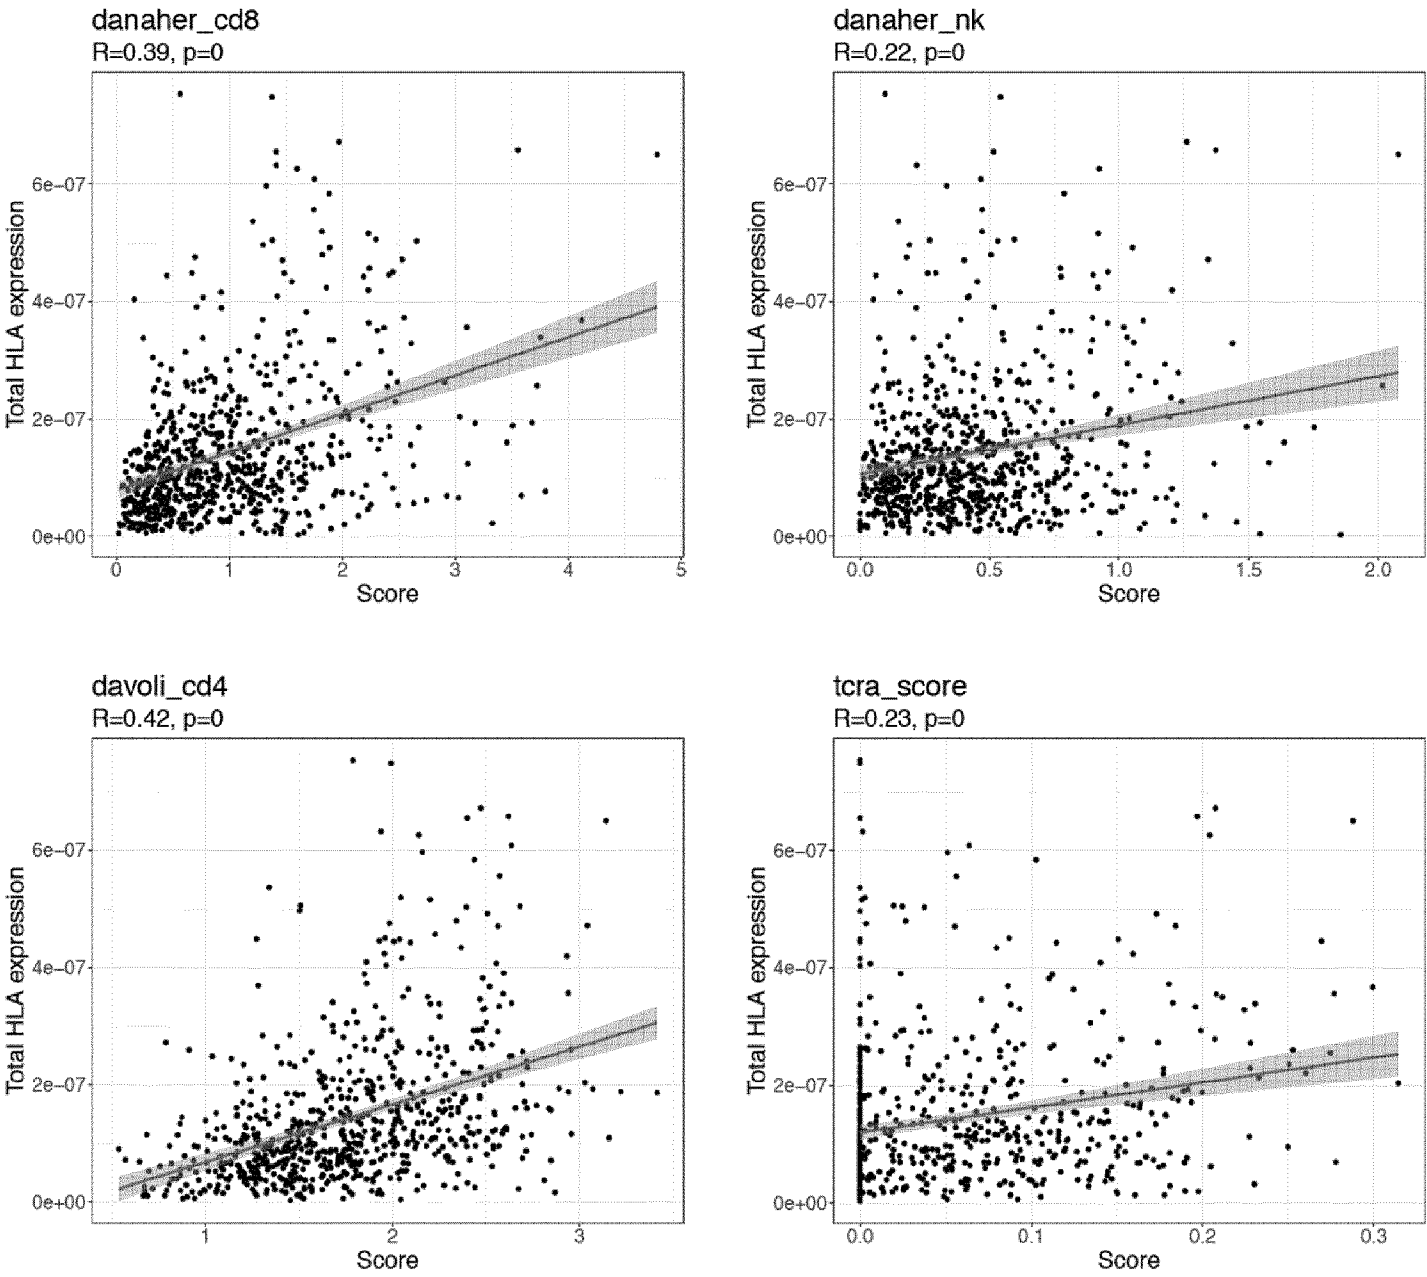 danaher_cd8
R=0.39, p=0
Total HLA expression
6e−07
4e−07
2e−07
0e+00
0 1 2 3 4 5
Score
danaher_nk
R=0.22, p=0
Total HLA expression
6e−07
4e−07
2e−07
0e+00
0.0 0.5 1.0 1.5 2.0
Score
davoli_cd4
R=0.42, p=0
Total HLA expression
6e−07
4e−07
2e−07
0e+00
1 2 3
Score
tcra_score
R=0.23, p=0
Total HLA expression
6e−07
4e−07
2e−07
0e+00
0.0 0.1 0.2 0.3
Score